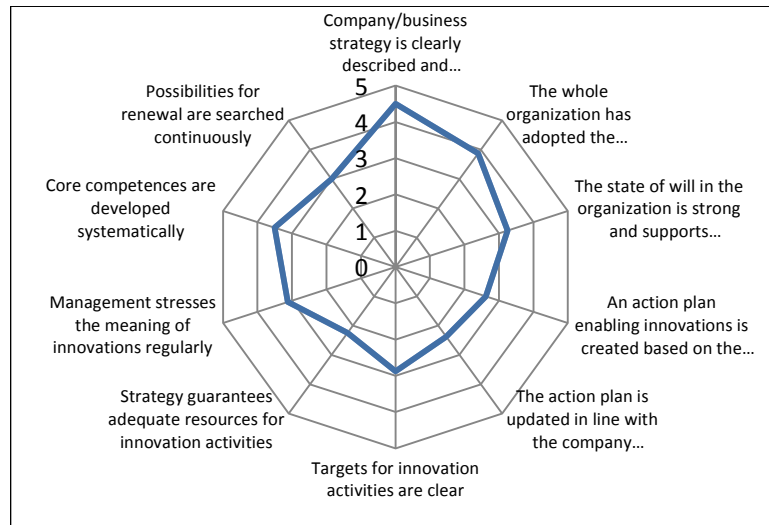 Company/business
strategy is clearly
described and…
The whole
organization has
adopted the…
The state of will in the
organization is strong
and supports…
An action plan
enabling innovations is
created based on the…
The action plan is
updated in line with
the company…
Targets for innovation
activities are clear
Strategy guarantees
adequate resources for
innovation activities
Management stresses
the meaning of
innovations regularly
Core competences are
developed
systematically
Possibilities for
renewal are searched
continuously
5
4
3
2
1
0